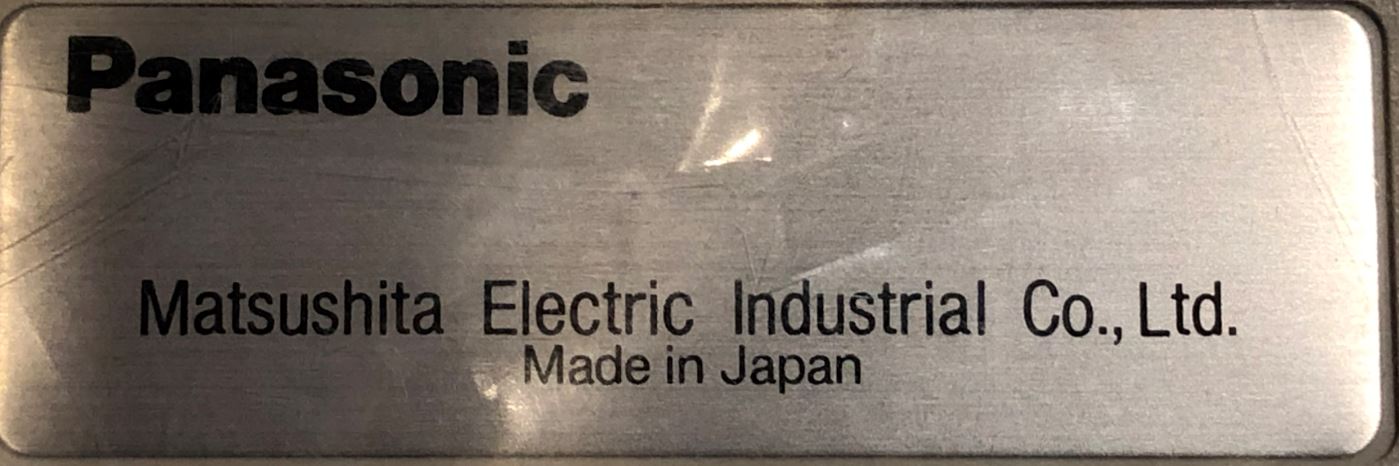 Panasonic
Matsushita Electric Industrial Co., Ltd.
Made in Japan